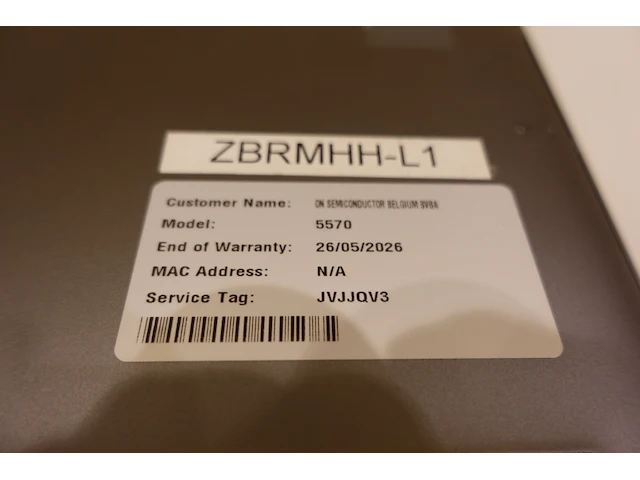 ZBRMHH-L1
Customer Name: ON SEMICONDUCTOR BELGIUM BVBA
Model: 5570
End of Warranty: 26/05/2026
MAC Address: N/A
Service Tag: JVJJQV3